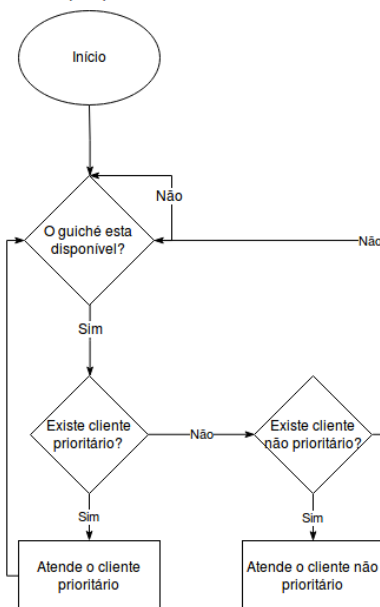 Início
Não
O guichê esta
disponível?
Não
Sim
Existe cliente
prioritário?
Não
Existe cliente
não prioritário?
Sim
Sim
Atende o cliente
prioritário
Atende o cliente não
prioritário